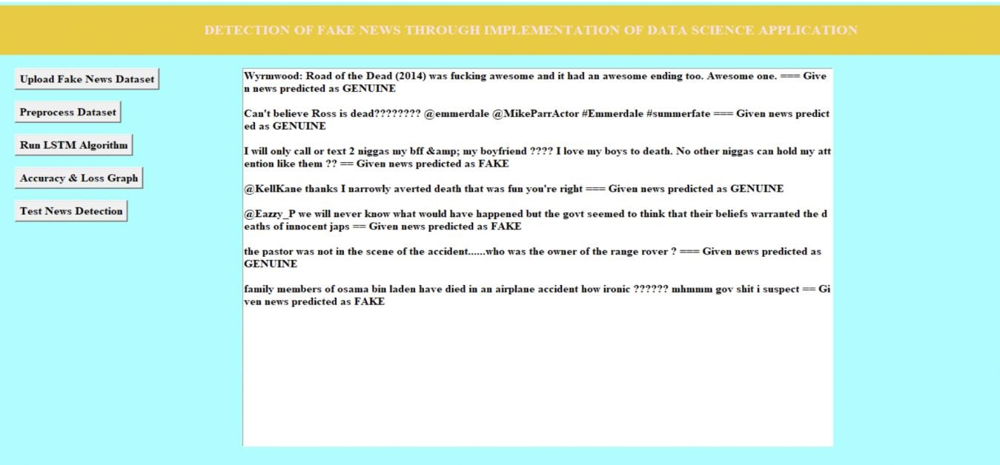 DETECTION OF FAKE NEWS THROUGH IMPLEMENTATION OF DATA SCIENCE APPLICATION
Upload Fake News Dataset
Preprocess Dataset
Run LSTM Algorithm
Accuracy & Loss Graph
Test News Detection
Wyrmwood: Road of the Dead (2014) was fucking awesome and it had an awesome ending too. Awesome one. === Give
n news predicted as GENUINE
Can't believe Ross is dead???????? @emmerdale @MikeParrActor #Emmerdale #summerfate === Given news predict
ed as GENUINE
I will only call or text 2 niggas my bff &amp; my boyfriend ???? I love my boys to death. No other niggas can hold my att
ention like them ?? == Given news predicted as FAKE
@KellKane thanks I narrowly averted death that was fun you're right === Given news predicted as GENUINE
@Eazzy_P we will never know what would have happened but the govt seemed to think that their beliefs warranted the d
eaths of innocent japs == Given news predicted as FAKE
the pastor was not in the scene of the accident......who was the owner of the range rover ? === Given news predicted as
GENUINE
family members of osama bin laden have died in an airplane accident how ironic ?????? mhmmm gov shit i suspect == Gi
ven news predicted as FAKE